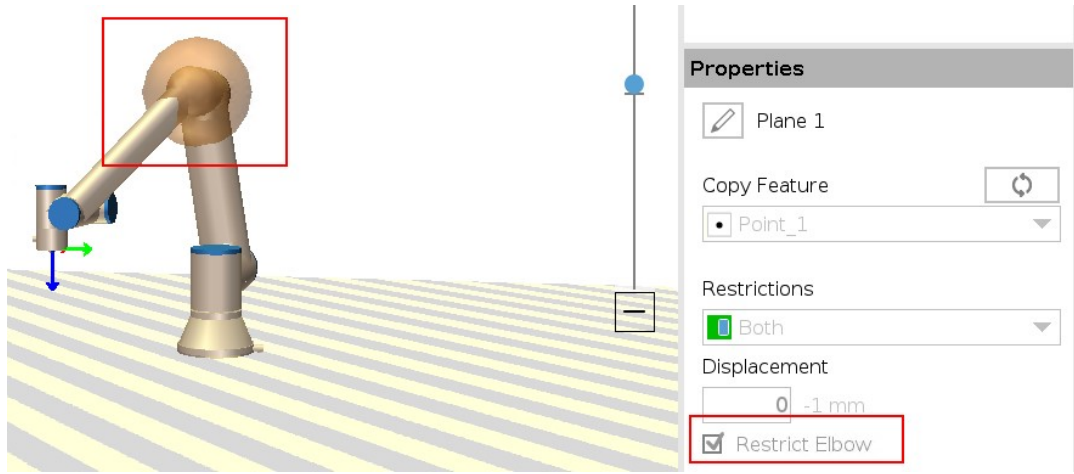 Properties
Plane 1
Copy Feature
Point_1
Restrictions
Both
Displacement
0 -1 mm
Restrict Elbow